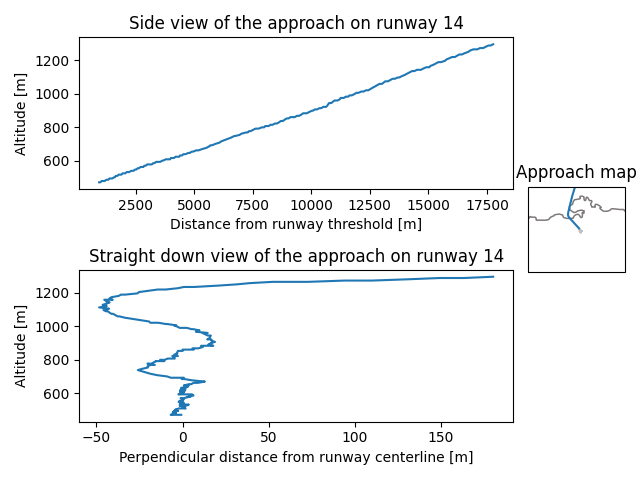 Side view of the approach on runway 14
Altitude [m]
1200
1000
800
600
2500 5000 7500 10000 12500 15000 17500
Distance from runway threshold [m]
Approach map
Straight down view of the approach on runway 14
Altitude [m]
1200
1000
800
600
−50 0 50 100 150
Perpendicular distance from runway centerline [m]